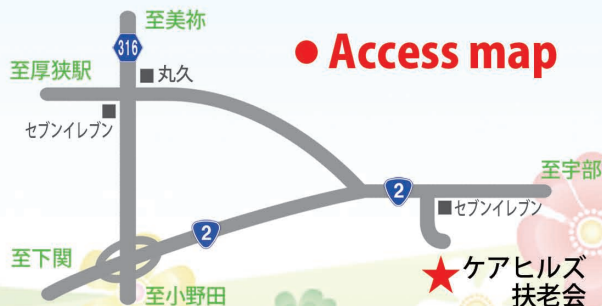 至美祢
316
● Access map
至厚狭駅
■丸久
セブンイレブン
至宇部
2
■セブンイレブン
2
至下関
★ケアヒルズ
扶老会
至小野田